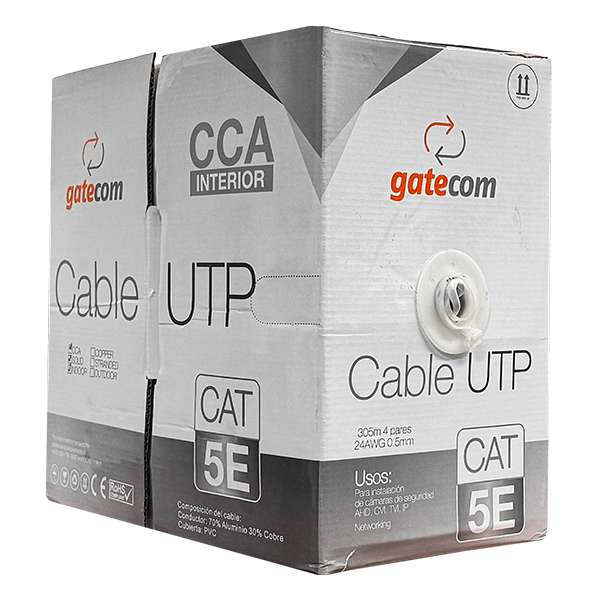 gatecom
Cable UTP
CCA
SOLID
INDOOR
COPPER
STRANDED
OUTDOOR
CE
RoHS
CCA
INTERIOR
CAT
5E
Composición del cable:
Conductor: 70% Aluminio 30% Cobre
Cubierta: PVC
gatecom
Cable UTP
305m 4 pares
24AWG 0.5mm
Usos:
Para instalación
de cámaras de seguridad
AHD, CVI, TVI, IP
Networking
CAT
5E